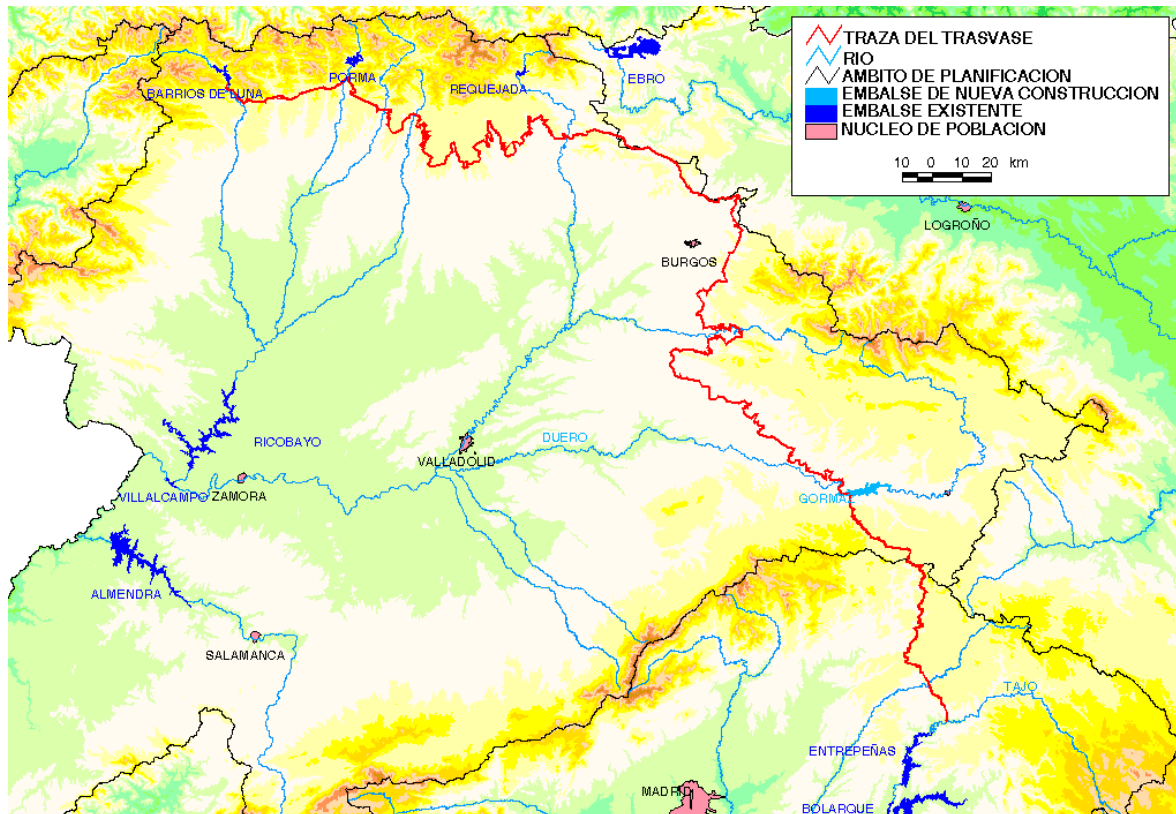 TRAZA DEL TRASVASE
RIO
AMBITO DE PLANIFICACION
EMBALSE DE NUEVA CONSTRUCCION
EMBALSE EXISTENTE
NUCLEO DE POBLACION
10 0 10 20 km
PORMA
REQUEJADA
EBRO
BARRIOS DE LUNA
LOGROÑO
BURGOS
RICOBAYO
DUERO
VALLADOLID
VILLALCAMPO
ZAMORA
GORMAZ
ALMENDRA
SALAMANCA
TAJO
ENTREPEÑAS
MADRID
BOLARQUE